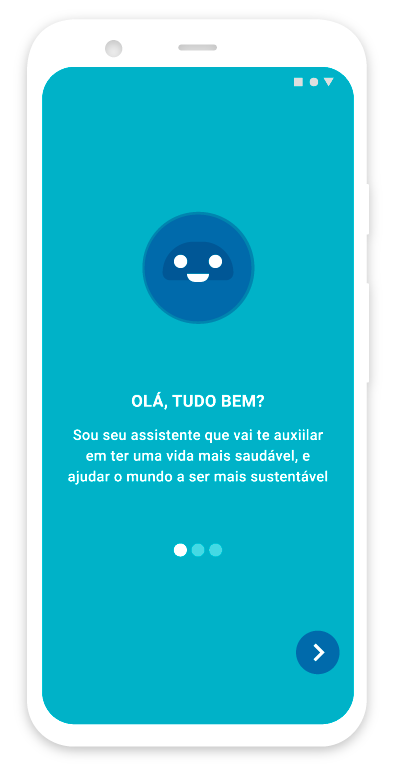 OLÁ, TUDO BEM?
Sou seu assistente que vai te auxiilar
em ter uma vida mais saudável, e
ajudar o mundo a ser mais sustentável